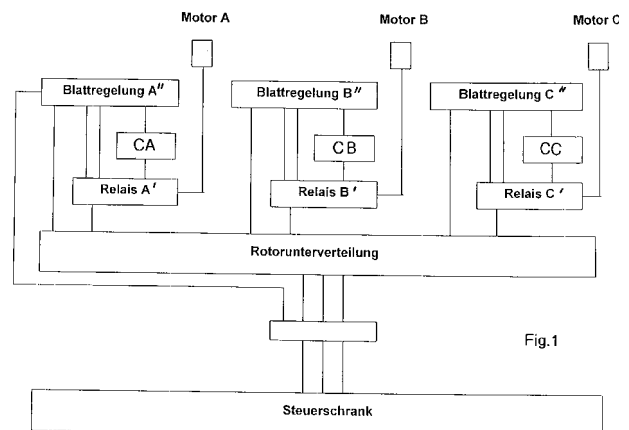 Motor A
Motor B
Motor C
Blattregelung A"
Blattregelung B"
Blattregelung C"
CA
CB
CC
Relais A'
Relais B'
Relais C'
Rotorunterverteilung
Fig.1
Steuerschrank